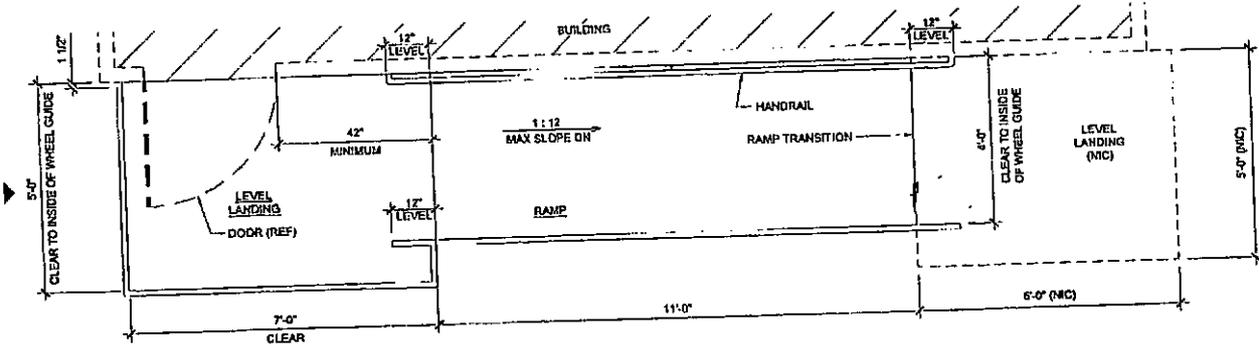 12"
LEVEL
BUILDING
12"
LEVEL
1 1/2"
5'-0"
CLEAR TO INSIDE OF WHEEL GUIDE
42"
MINIMUM
1 : 12
MAX SLOPE DN
HANDRAIL
RAMP TRANSITION
4'-0"
CLEAR TO INSIDE
OF WHEEL GUIDE
LEVEL
LANDING
(NIC)
5'-0" (NIC)
LEVEL
LANDING
DOOR (REF)
12"
LEVEL
RAMP
7'-0"
CLEAR
11'-0"
6'-0" (NIC)